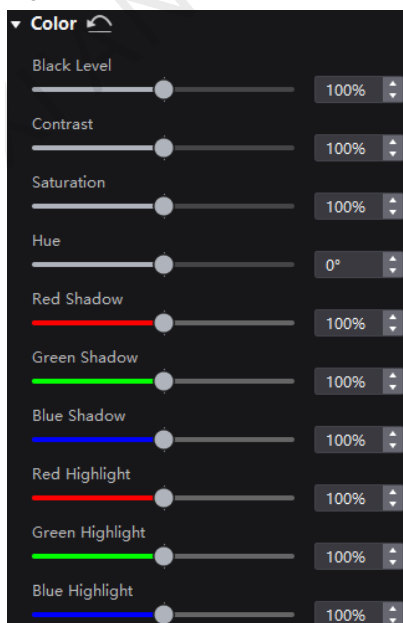 Color
Black Level
100%
Contrast
100%
Saturation
100%
Hue
0°
Red Shadow
100%
Green Shadow
100%
Blue Shadow
100%
Red Highlight
100%
Green Highlight
100%
Blue Highlight
100%